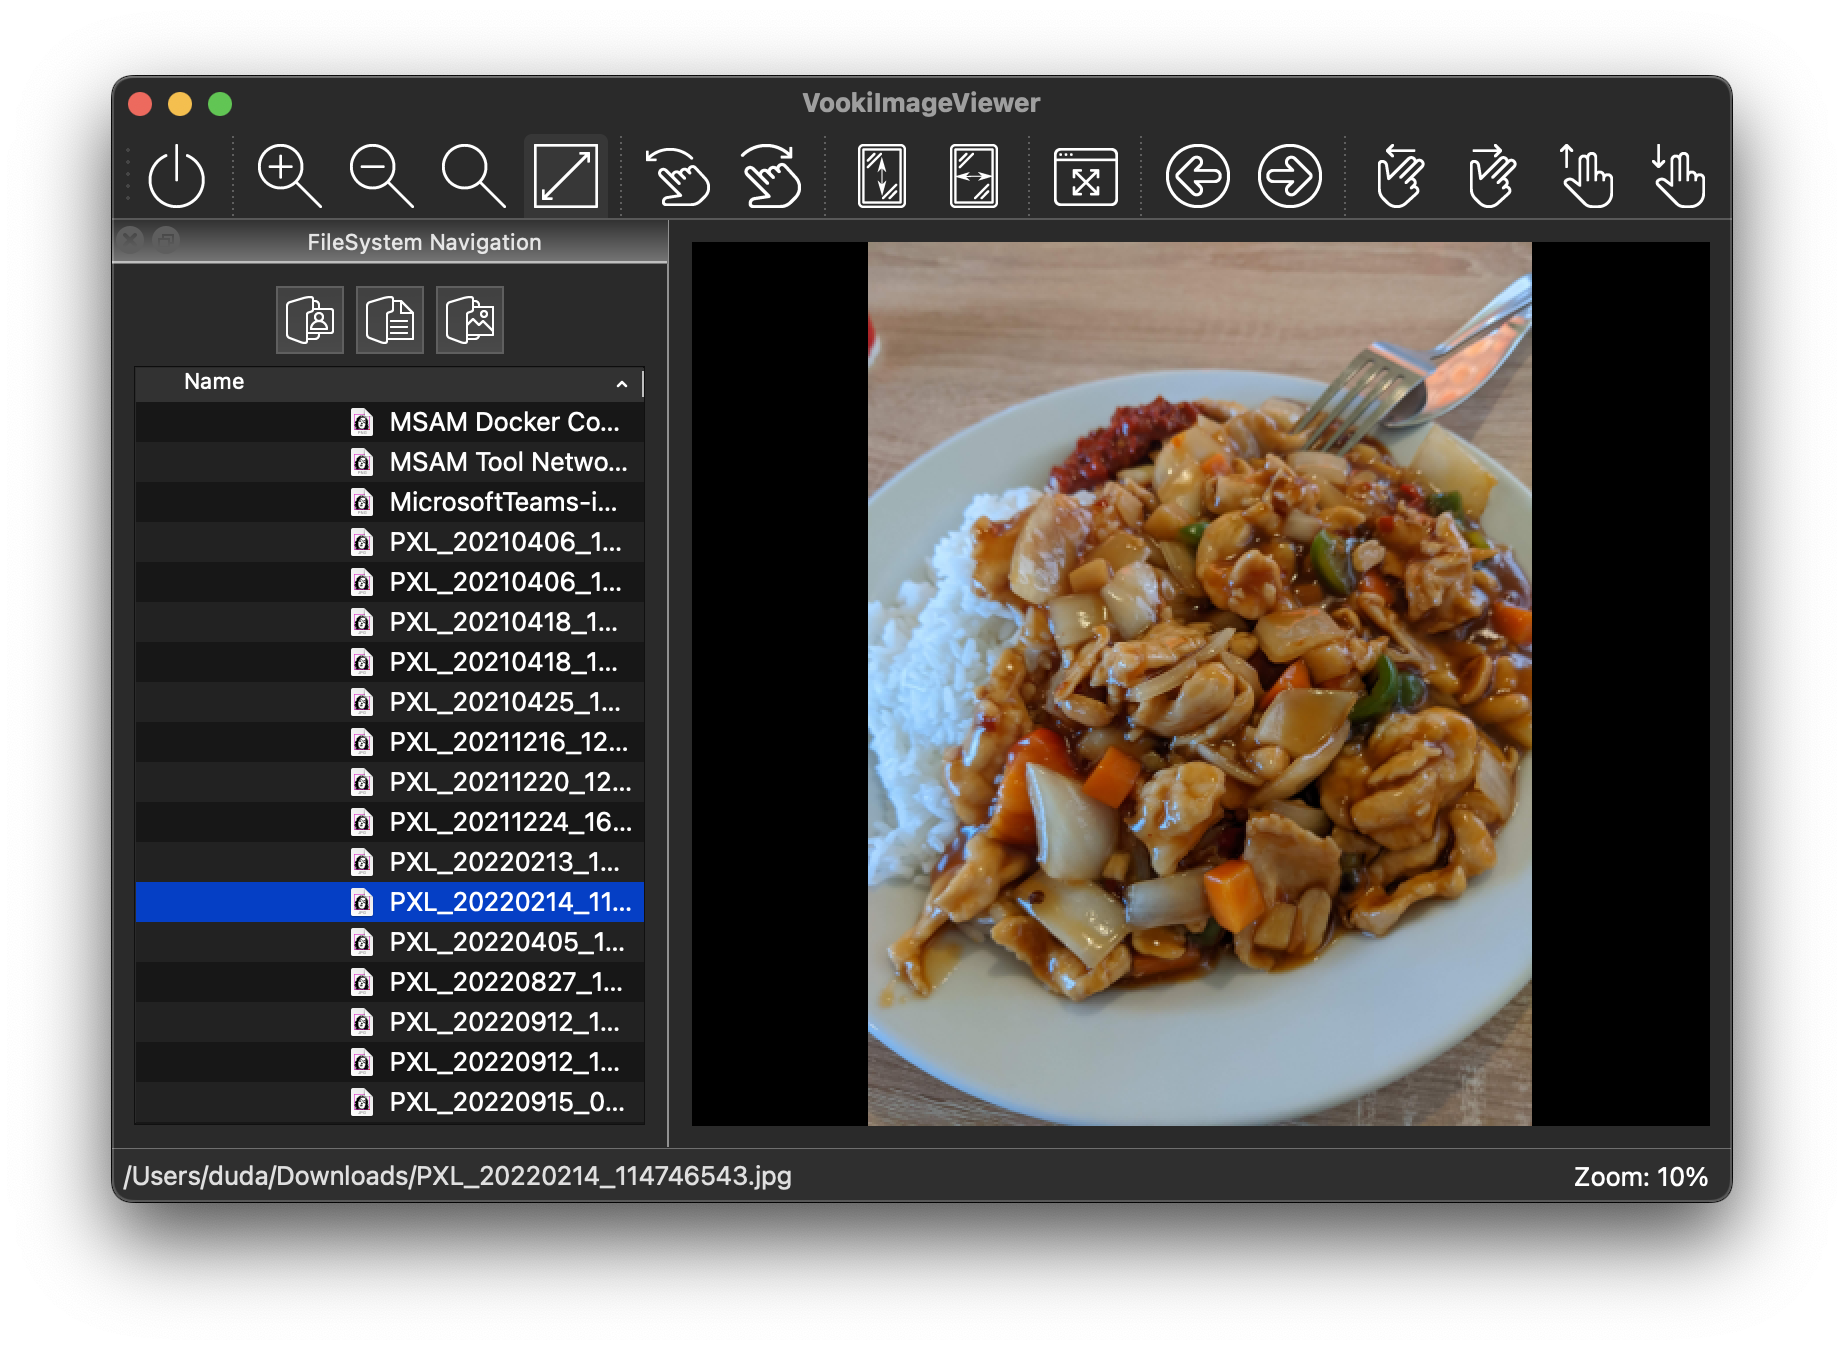 VookiImageViewer
FileSystem Navigation
Name
MSAM Docker Co...
MSAM Tool Netwo...
MicrosoftTeams-i...
PXL_20210406_1...
PXL_20210406_1...
PXL_20210418_1...
PXL_20210418_1...
PXL_20210425_1...
PXL_20211216_12...
PXL_20211220_12...
PXL_20211224_16...
PXL_20220213_1...
PXL_20220214_11...
PXL_20220405_1...
PXL_20220827_1...
PXL_20220912_1...
PXL_20220912_1...
PXL_20220915_0...
/Users/duda/Downloads/PXL_20220214_114746543.jpg
Zoom: 10%